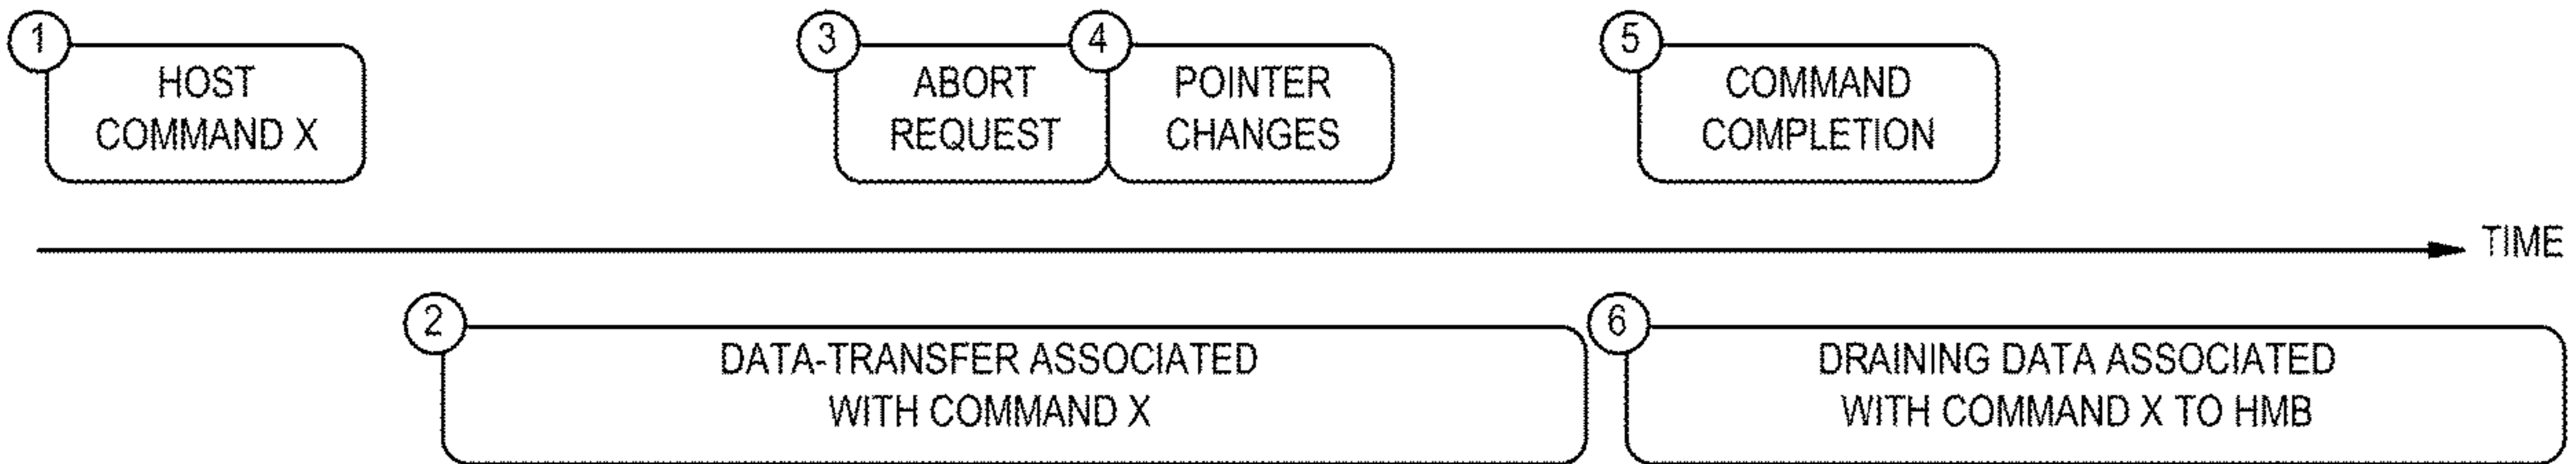 1
HOST
COMMAND X
3
ABORT
REQUEST
4
POINTER
CHANGES
5
COMMAND
COMPLETION
TIME
2
DATA-TRANSFER ASSOCIATED
WITH COMMAND X
6
DRAINING DATA ASSOCIATED
WITH COMMAND X TO HMB